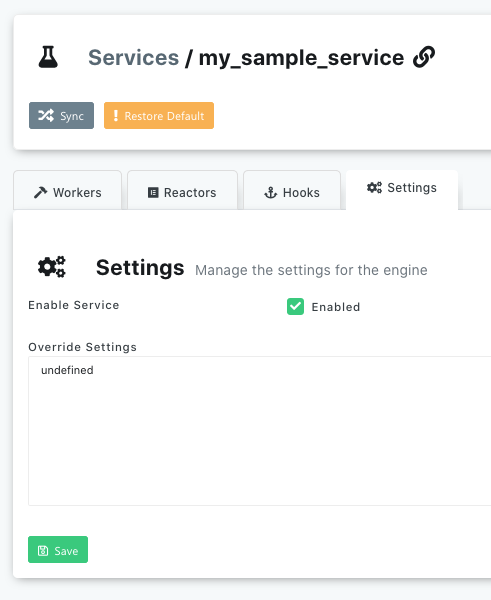 Services / my_sample_service
Sync
Restore Default
Workers
Reactors
Hooks
Settings
Settings Manage the settings for the engine
Enable Service
Enabled
Override Settings
undefined
Save